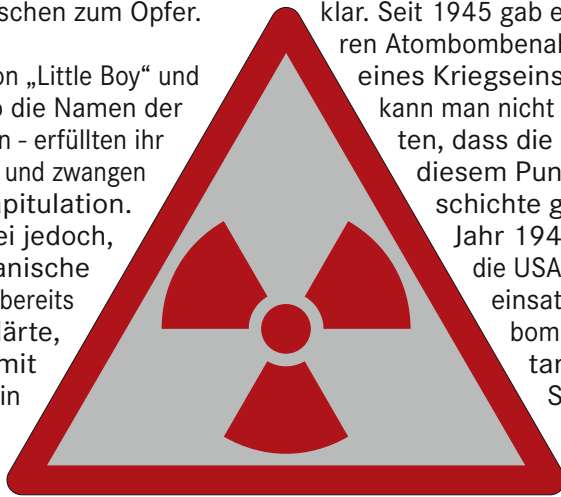 schen zum Opfer.
on „Little Boy“ und
die Namen der
n - erfüllten ihr
und zwangen
pitulation.
ei jedoch,
anische
bereits
lärte,
mit
in
klar. Seit 1945 gab e
ren Atombombenal
eines Kriegseins
kann man nicht
ten, dass die
diesem Pun
schichte g
Jahr 194
die USA
einsat
bom
tar
S